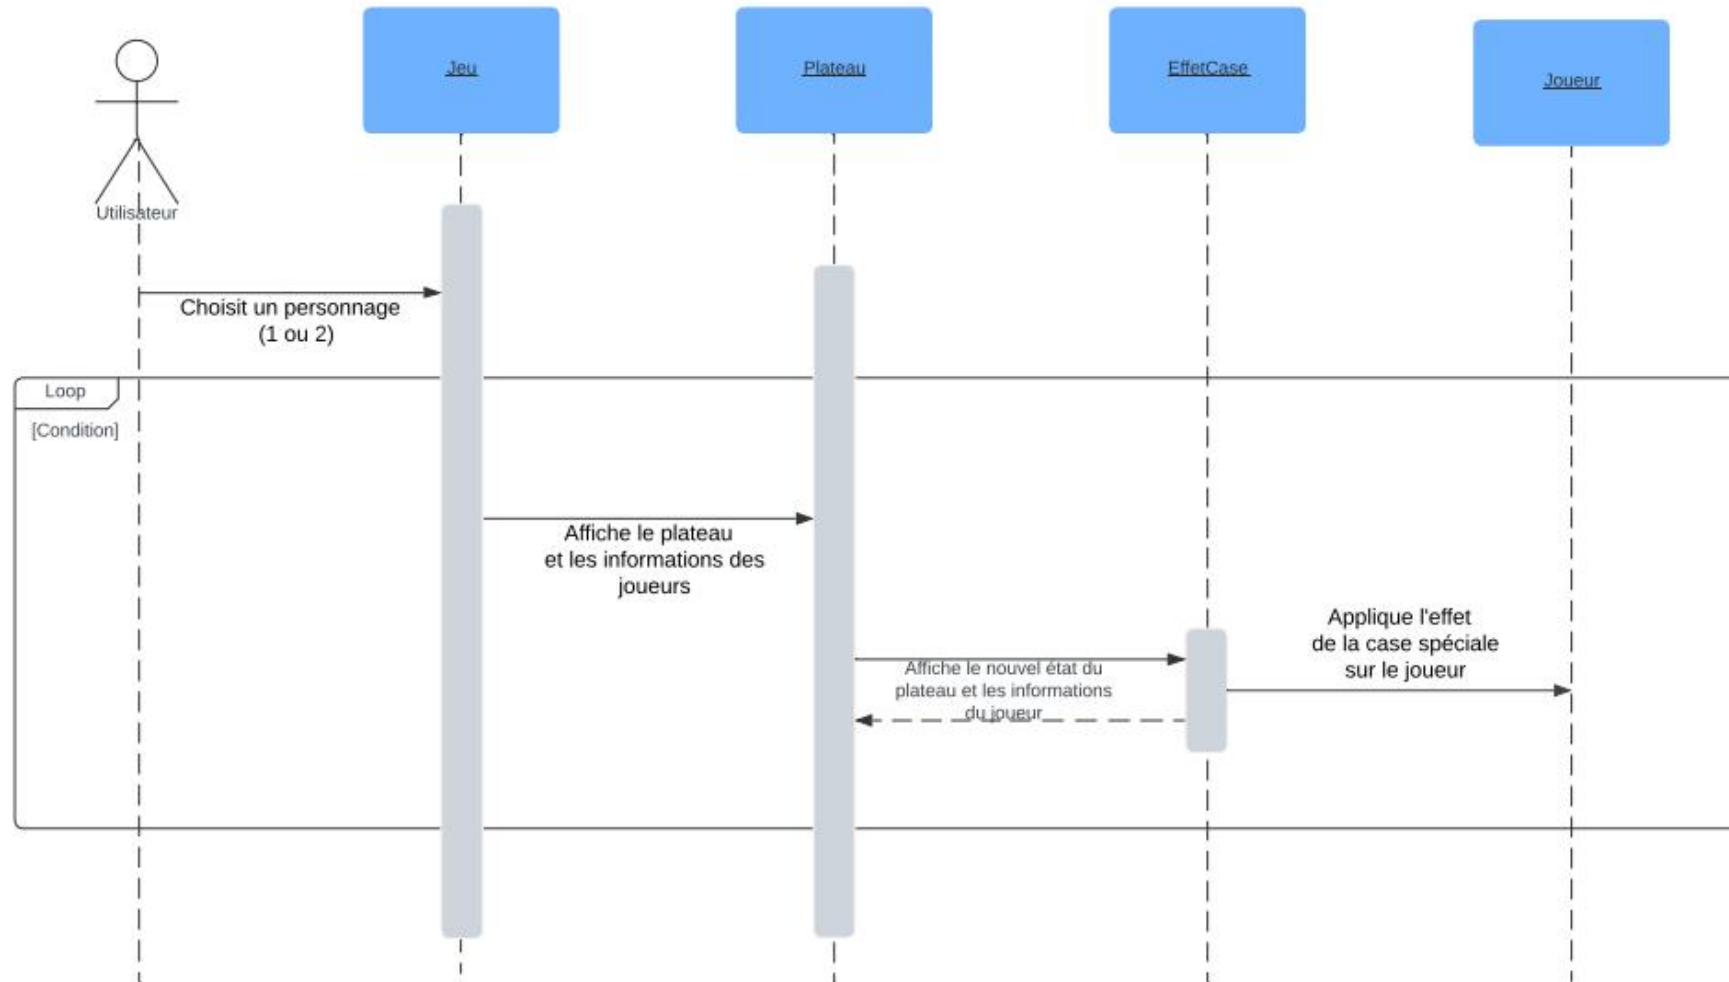 Jeu
Plateau
EffetCase
Joueur
Utilisateur
Choisit un personnage
(1 ou 2)
Loop
[Condition]
Affiche le plateau
et les informations des
joueurs
Applique l'effet
de la case spéciale
sur le joueur
Affiche le nouvel état du
plateau et les informations
du joueur